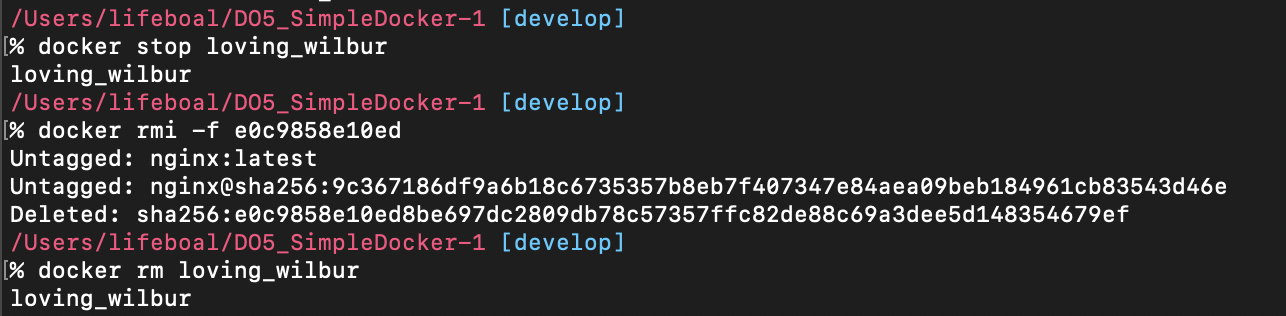 /Users/lifeboal/DO5_SimpleDocker-1 [develop]
[% docker stop loving_wilbur
loving_wilbur
/Users/lifeboal/DO5_SimpleDocker-1 [develop]
[% docker rmi -f e0c9858e10ed
Untagged: nginx:latest
Untagged: nginx@sha256:9c367186df9a6b18c6735357b8eb7f407347e84aea09beb184961cb83543d46e
Deleted: sha256:e0c9858e10ed8be697dc2809db78c57357ffc82de88c69a3dee5d148354679ef
/Users/lifeboal/DO5_SimpleDocker-1 [develop]
[% docker rm loving_wilbur
loving_wilbur